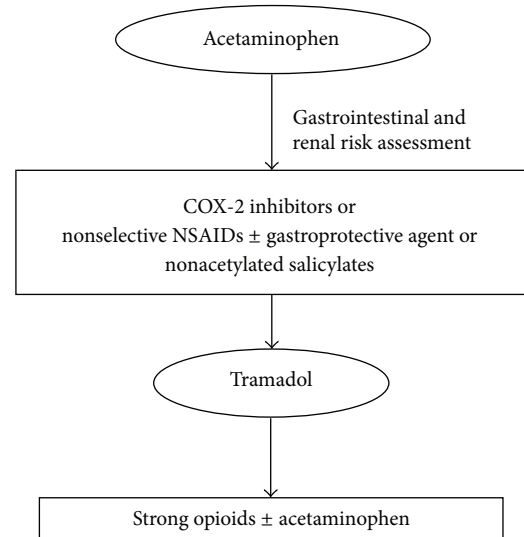 Acetaminophen
Gastrointestinal and
renal risk assessment
COX-2 inhibitors or
nonselective NSAIDs ± gastroprotective agent or
nonacetylated salicylates
Tramadol
Strong opioids ± acetaminophen